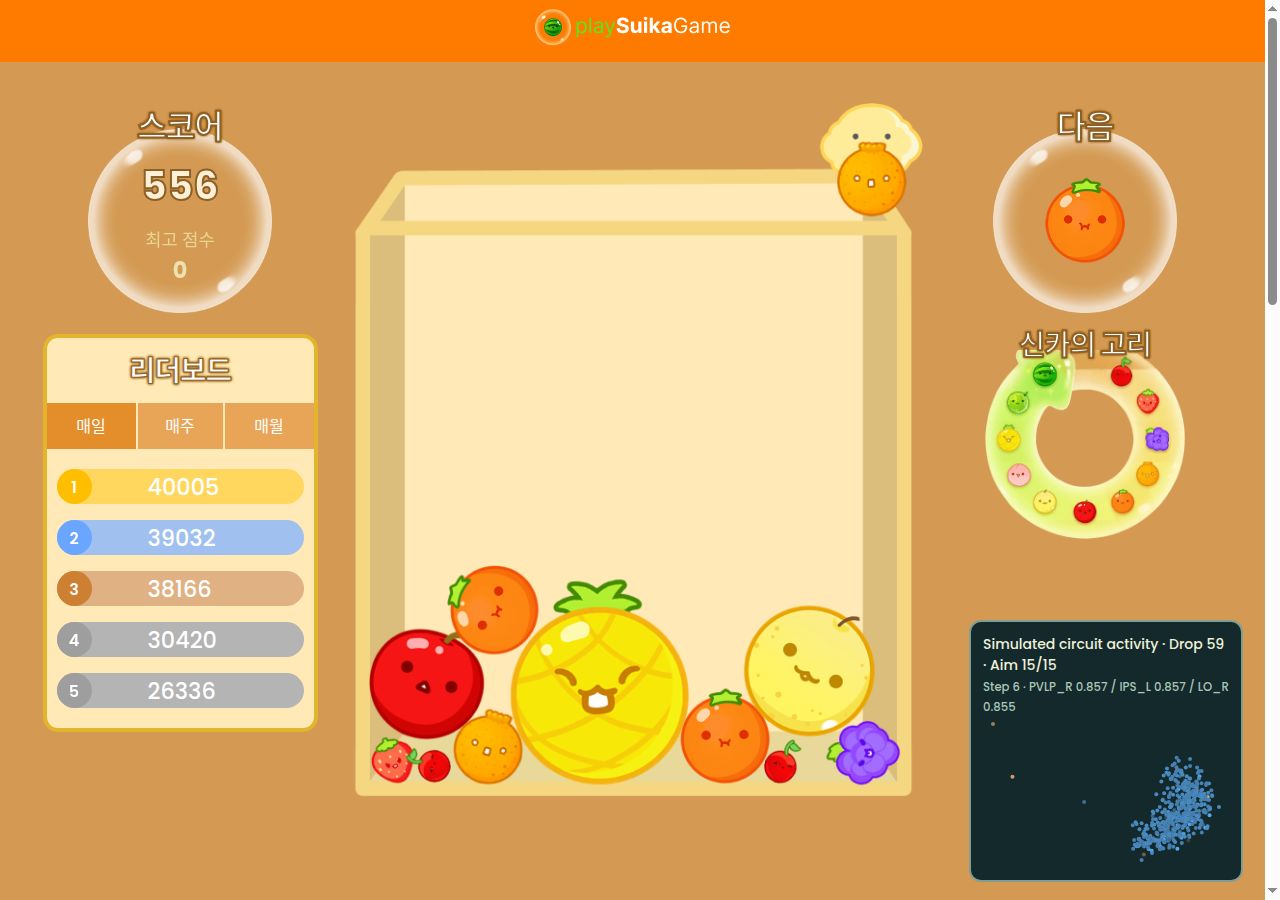 playSuikaGame
스코어
556
최고 점수
0
다음
신카의 고리
리더보드
매일 매주 매월
1 40005
2 39032
3 38166
4 30420
5 26336
Simulated circuit activity · Drop 59
· Aim 15/15
Step 6 · PVLP_R 0.857 / IPS_L 0.857 / LO_R
0.855